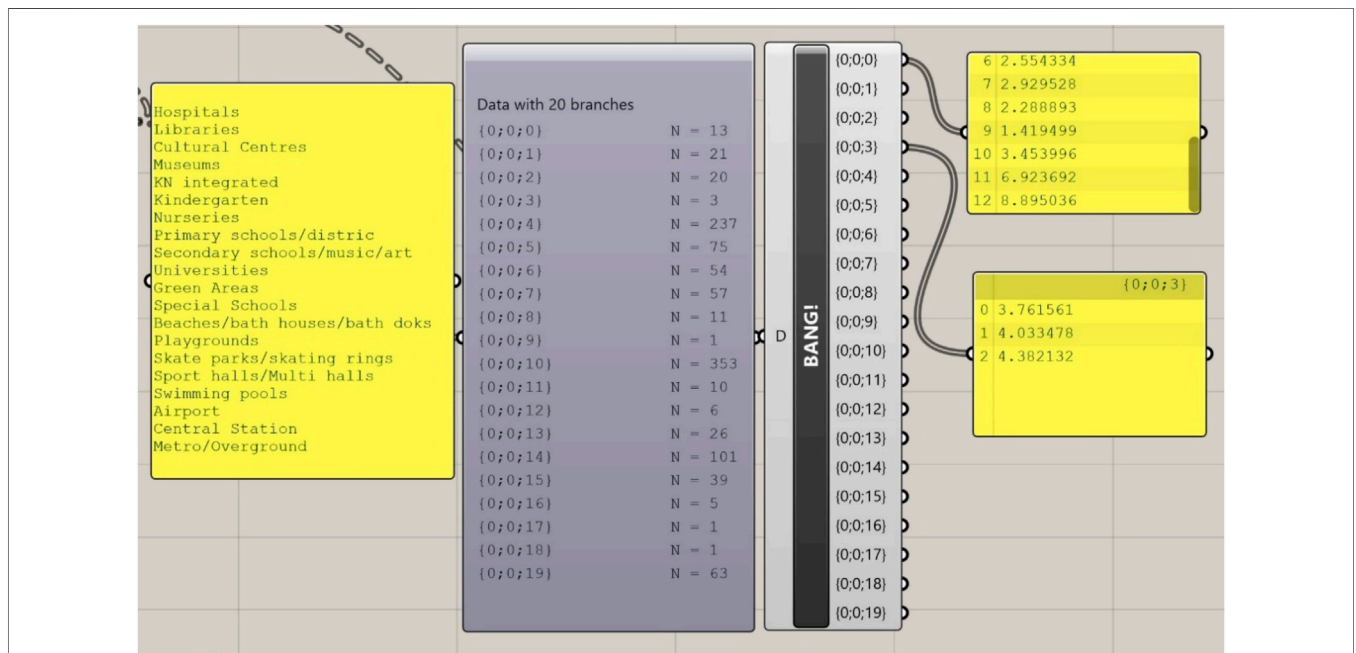 Hospitals
Libraries
Cultural Centres
Museums
KN integrated
Kindergarten
Nurseries
Primary schools/distric
Secondary schools/music/art
Universities
Green Areas
Special Schools
Beaches/bath houses/bath doks
Playgrounds
Skate parks/skating rings
Sport halls/Multi halls
Swimming pools
Airport
Central Station
Metro/Overground
Data with 20 branches
{0;0;0} N = 13
{0;0;1} N = 21
{0;0;2} N = 20
{0;0;3} N = 3
{0;0;4} N = 237
{0;0;5} N = 75
{0;0;6} N = 54
{0;0;7} N = 57
{0;0;8} N = 11
{0;0;9} N = 1
{0;0;10} N = 353
{0;0;11} N = 10
{0;0;12} N = 6
{0;0;13} N = 26
{0;0;14} N = 101
{0;0;15} N = 39
{0;0;16} N = 5
{0;0;17} N = 1
{0;0;18} N = 1
{0;0;19} N = 63
D
BANG!
{0;0;0}
{0;0;1}
{0;0;2}
{0;0;3}
{0;0;4}
{0;0;5}
{0;0;6}
{0;0;7}
{0;0;8}
{0;0;9}
{0;0;10}
{0;0;11}
{0;0;12}
{0;0;13}
{0;0;14}
{0;0;15}
{0;0;16}
{0;0;17}
{0;0;18}
{0;0;19}
6 2.554334
7 2.929528
8 2.288893
9 1.419499
10 3.453996
11 6.923692
12 8.895036
{0;0;3}
0 3.761561
1 4.033478
2 4.382132